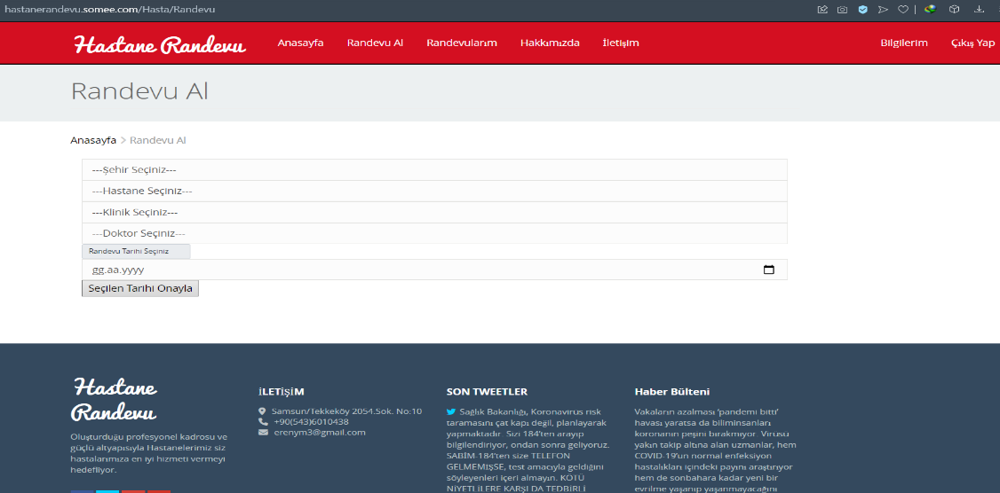 hastanerandevu.somee.com/Hasta/Randevu
Hastane Randevu
Anasayfa
Randevu Al
Randevularım
Hakkımızda
İletişim
Bilgilerim
Çıkış Yap
Randevu Al
Anasayfa > Randevu Al
---Şehir Seçiniz---
---Hastane Seçiniz---
---Klinik Seçiniz---
---Doktor Seçiniz---
Randevu Tarihi Seçiniz
gg.aa.yyyy
Seçilen Tarihi Onayla
Hastane
Randevu
Oluşturduğu profesyonel kadrosu ve
güçlü altyapısıyla Hastanelerimiz siz
hastalarımıza en iyi hizmeti vermeyi
hedefliyor.
İLETİŞİM
Samsun/Tekkeköy 2054.Sok. No:10
+90(543)6010438
erenym3@gmail.com
SON TWEETLER
Sağlık Bakanlığı, Koronavirüs risk
taramasını çat kapı değil, planlayarak
yapmaktadır. Sizi 184'ten arayıp
bilgilendiriyor, ondan sonra geliyoruz.
SABİM-184'ten size TELEFON
GELMEMİŞSE, test amacıyla geldiğini
söyleyenleri içeri almayın. KÖTÜ
NİYETLİLERE KARŞI DA TEDBİRLİ
Haber Bülteni
Vakaların azalması 'pandemi bitti'
havası yaratsa da biliminsanları
koronanın peşini bırakmıyor. Virüsü
yakın takip altına alan uzmanlar, hem
COVID-19'un normal enfeksiyon
hastalıkları içindeki payını araştırıyor
hem de sonbahara kadar yeni bir
evrilme yaşanıp yaşanmayacağını